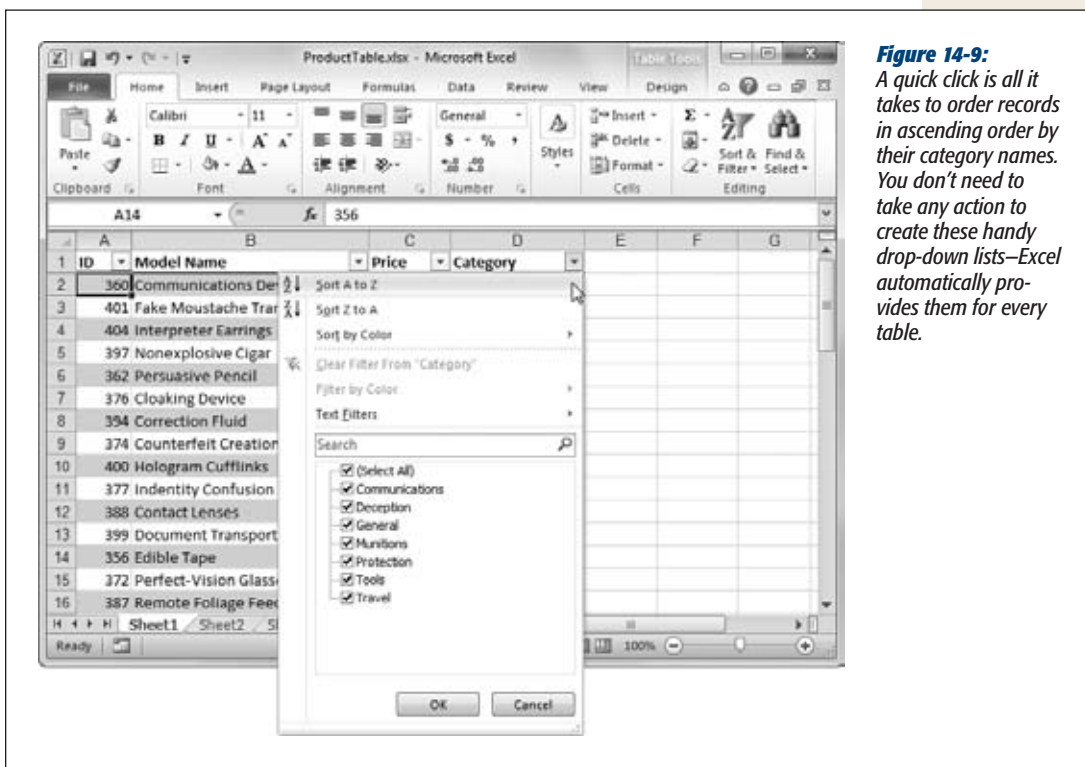 ProductTable.xlsx - Microsoft Excel
Table Tools
File Home Insert Page Layout Formulas Data Review View Design
Calibri 11 General
Insert
Delete
Format
Paste
B I U A A
A
$ % ,
Styles
Sort & Filter
Find & Select
Clipboard Font Alignment Number Cells Editing
A14 fx 356
A B C D E F G
1 ID Model Name Price Category
2 360 Communications De
3 401 Fake Moustache Tran
4 404 Interpreter Earrings
5 397 Nonexplosive Cigar
6 362 Persuasive Pencil
7 376 Cloaking Device
8 394 Correction Fluid
9 374 Counterfeit Creation
10 400 Hologram Cufflinks
11 377 Indentity Confusion
12 388 Contact Lenses
13 399 Document Transport
14 356 Edible Tape
15 372 Perfect-Vision Glass
16 387 Remote Foliage Feed
Sort A to Z
Sort Z to A
Sort by Color
Clear Filter From "Category"
Filter by Color
Text Filters
Search
(Select All)
Communications
Deception
General
Munitions
Protection
Tools
Travel
OK Cancel
Sheet1 Sheet2
Ready 100%
Figure 14-9:
A quick click is all it
takes to order records
in ascending order by
their category names.
You don't need to
take any action to
create these handy
drop-down lists—Excel
automatically pro-
vides them for every
table.